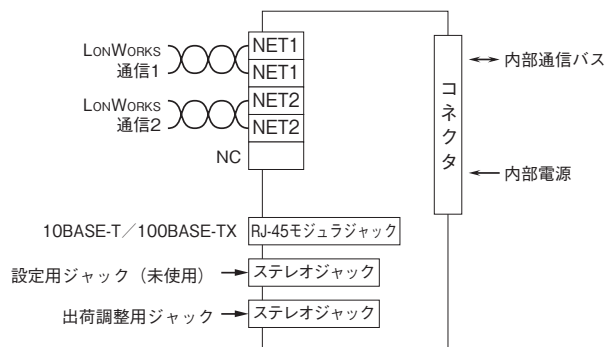 LONWORKS
通信1
NET1
NET1
LONWORKS
通信2
NET2
NET2
NC
コネクタ
内部通信バス
内部電源
10BASE-T／100BASE-TX
RJ-45モジュラジャック
設定用ジャック（未使用）
ステレオジャック
出荷調整用ジャック
ステレオジャック